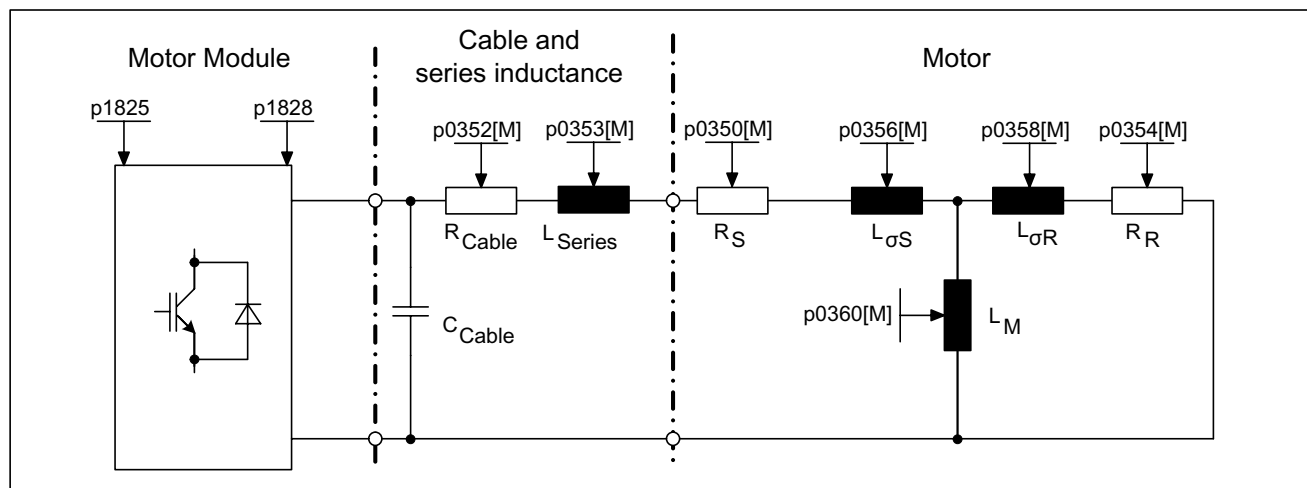 Motor Module
Cable and
series inductance
Motor
p1825
p1828
p0352[M]
p0353[M]
p0350[M]
p0356[M]
p0358[M]
p0354[M]
RCable
LSeries
RS
LσS
LσR
RR
CCable
p0360[M]
LM